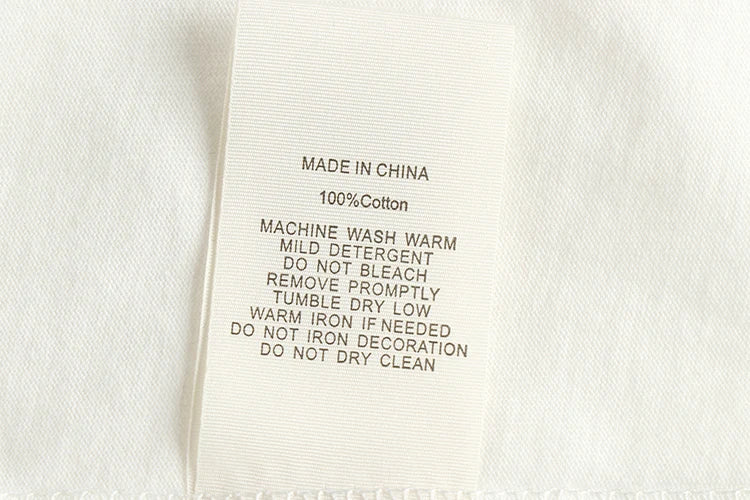 MADE IN CHINA
100%Cotton
MACHINE WASH WARM
MILD DETERGENT
DO NOT BLEACH
REMOVE PROMPTLY
TUMBLE DRY LOW
WARM IRON IF NEEDED
DO NOT IRON DECORATION
DO NOT DRY CLEAN